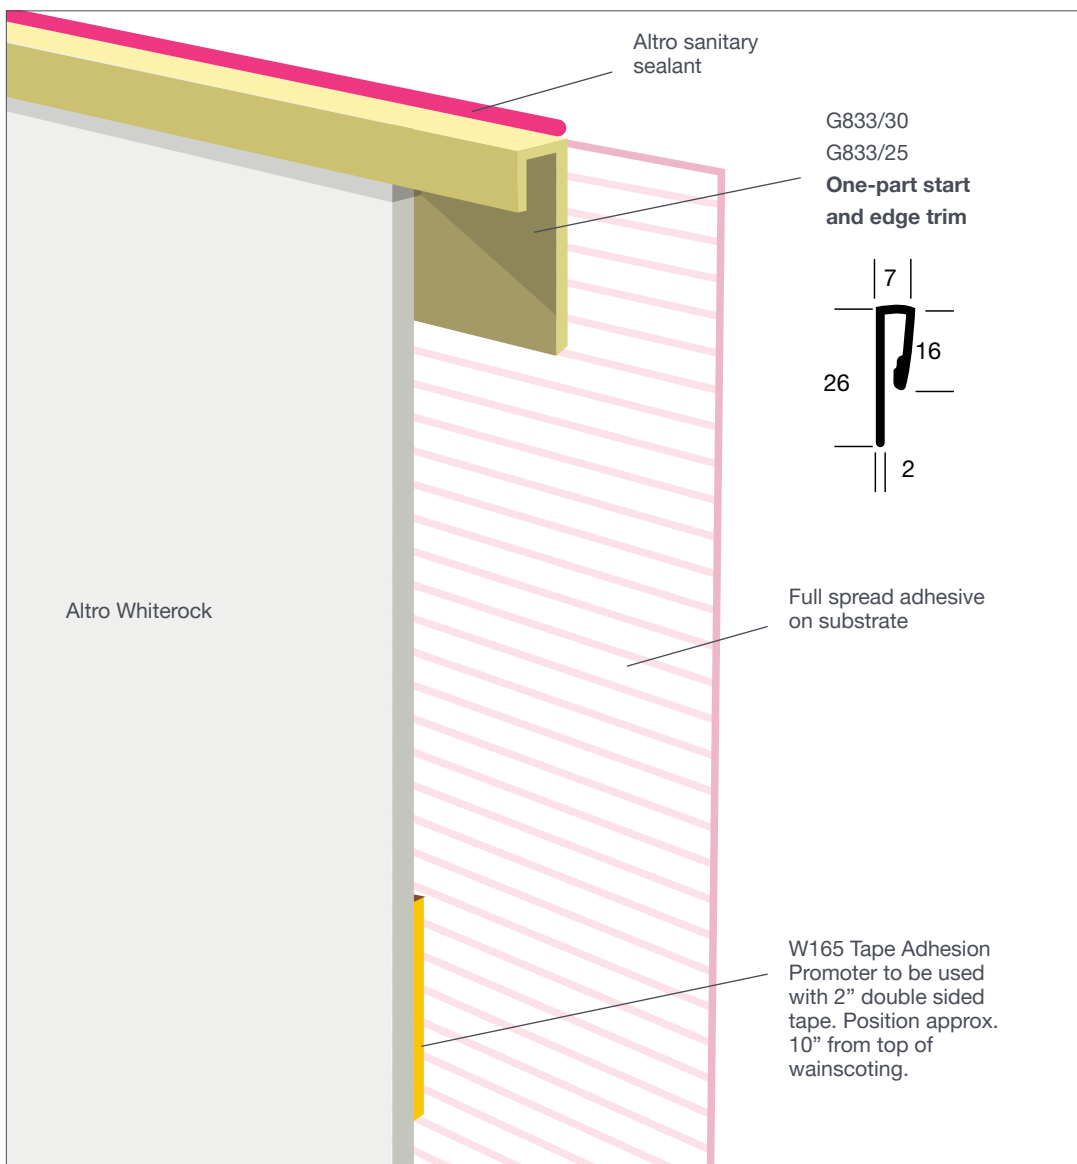 Altro sanitary
sealant
G833/30
G833/25
One-part start
and edge trim
7
16
26
2
Altro Whiterock
Full spread adhesive
on substrate
W165 Tape Adhesion
Promoter to be used
with 2” double sided
tape. Position approx.
10” from top of
wainscoting.